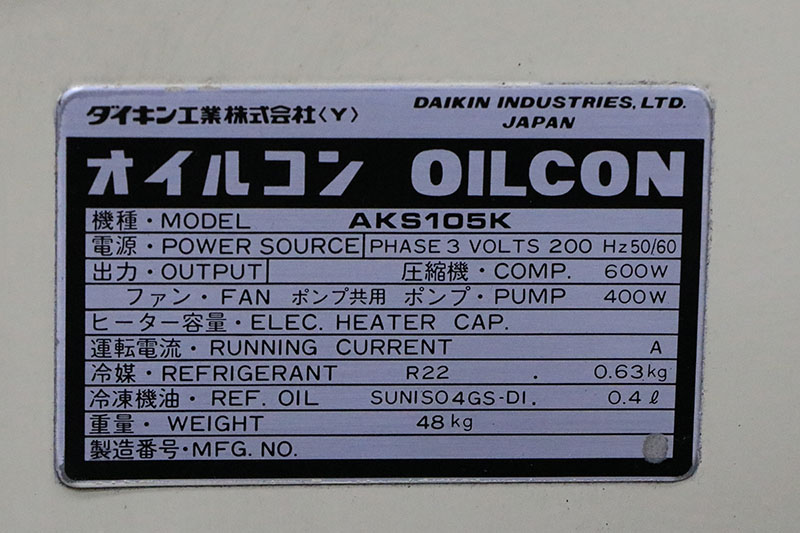 ダイキン工業株式会社〈Y〉 DAIKIN INDUSTRIES, LTD.
JAPAN
オイルコン OILCON
機種・MODEL AKS105K
電源・POWER SOURCE PHASE 3 VOLTS 200 Hz 50/60
出力・OUTPUT 圧縮機・COMP. 600W
ファン・FAN ポンプ共用 ポンプ・PUMP 400W
ヒーター容量・ELEC. HEATER CAP.
運転電流・RUNNING CURRENT A
冷媒・REFRIGERANT R22 . 0.63kg
冷凍機油・REF. OIL SUNISO4GS-DI. 0.4ℓ
重量・WEIGHT 48kg
製造番号・MFG. NO.